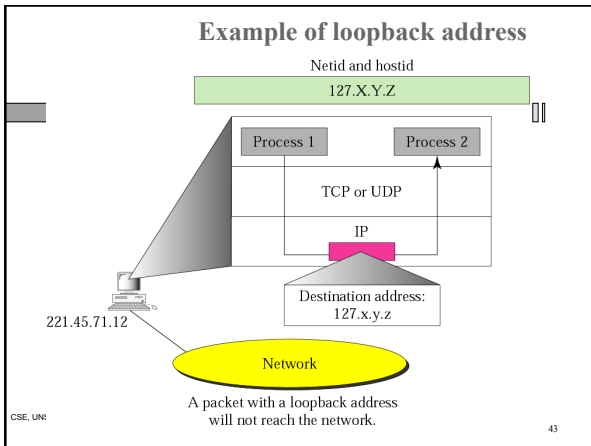 Example of loopback address
Netid and hostid
127.X.Y.Z
Process 1
Process 2
TCP or UDP
IP
Destination address:
127.x.y.z
221.45.71.12
Network
A packet with a loopback address
will not reach the network.
CSE,
43